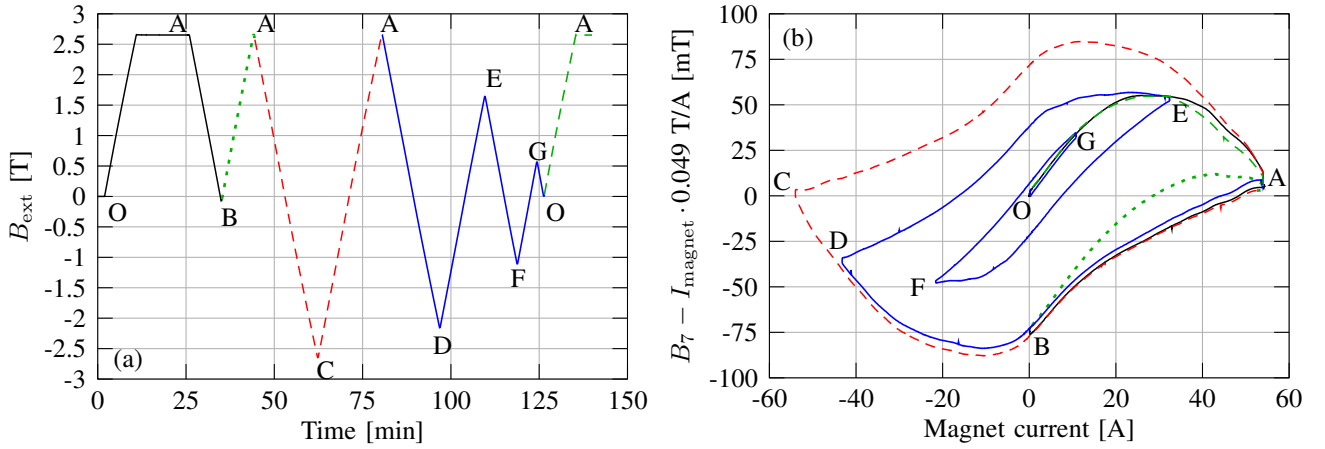 3
2.5
2
1.5
1
0.5
0
-0.5
-1
-1.5
-2
-2.5
-3
B_ext [T]
A A A A
E
G
O B O
F
D
C
(a)
0 25 50 75 100 125 150
Time [min]
100
75
50
25
0
-25
-50
-75
-100
B_7 − I_magnet · 0.049 T/A [mT]
(b)
E
G
C A
O
D
F
B
-60 -40 -20 0 20 40 60
Magnet current [A]